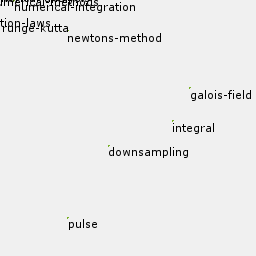 numerical-integration
runge-kutta
newtons-method
galois-field
integral
downsampling
pulse